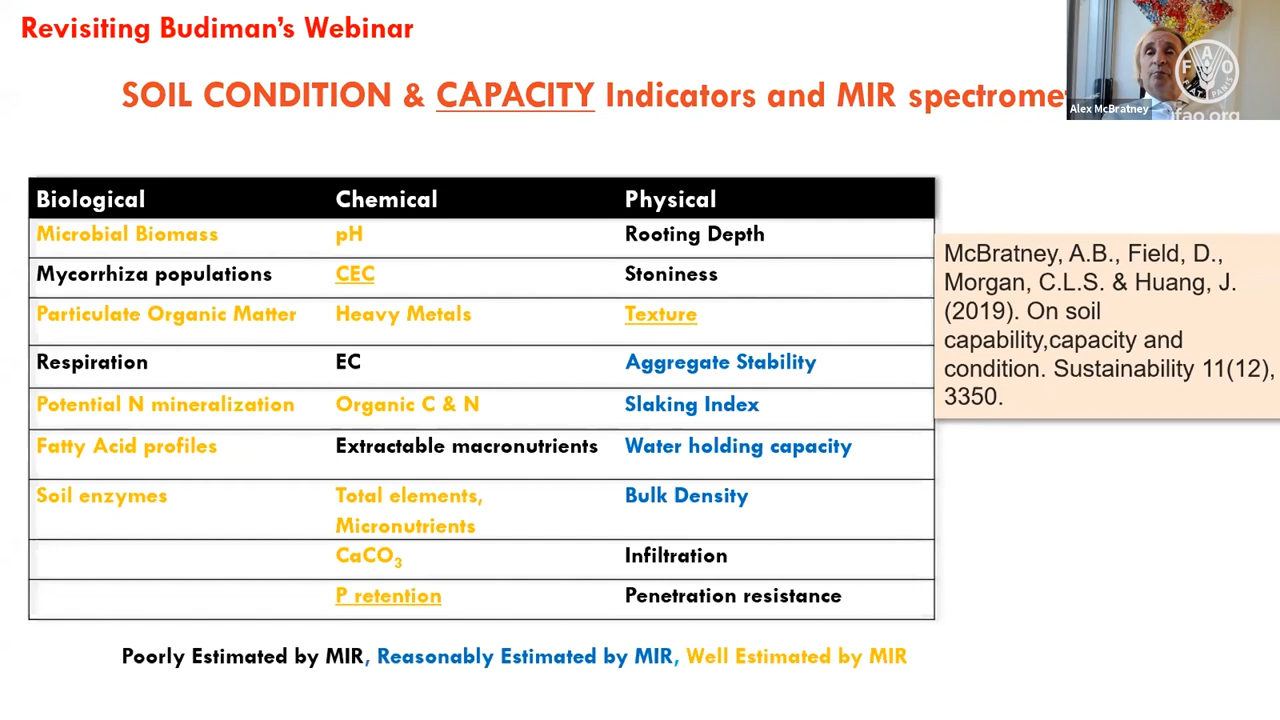 Revisiting Budiman's Webinar
SOIL CONDITION & CAPACITY Indicators and MIR
Alex McBratney
F A O
FIAT PANIS
fao.org
Biological Chemical Physical
Microbial Biomass pH Rooting Depth
Mycorrhiza populations CEC Stoniness
Particulate Organic Matter Heavy Metals Texture
Respiration EC Aggregate Stability
Potential N mineralization Organic C & N Slaking Index
Fatty Acid profiles Extractable macronutrients Water holding capacity
Soil enzymes Total elements, Bulk Density
Micronutrients
CaCO3 Infiltration
P retention Penetration resistance
McBratney, A.B., Field, D.,
Morgan, C.L.S. & Huang, J.
(2019). On soil
capability,capacity and
condition. Sustainability 11(12),
3350.
Poorly Estimated by MIR, Reasonably Estimated by MIR, Well Estimated by MIR